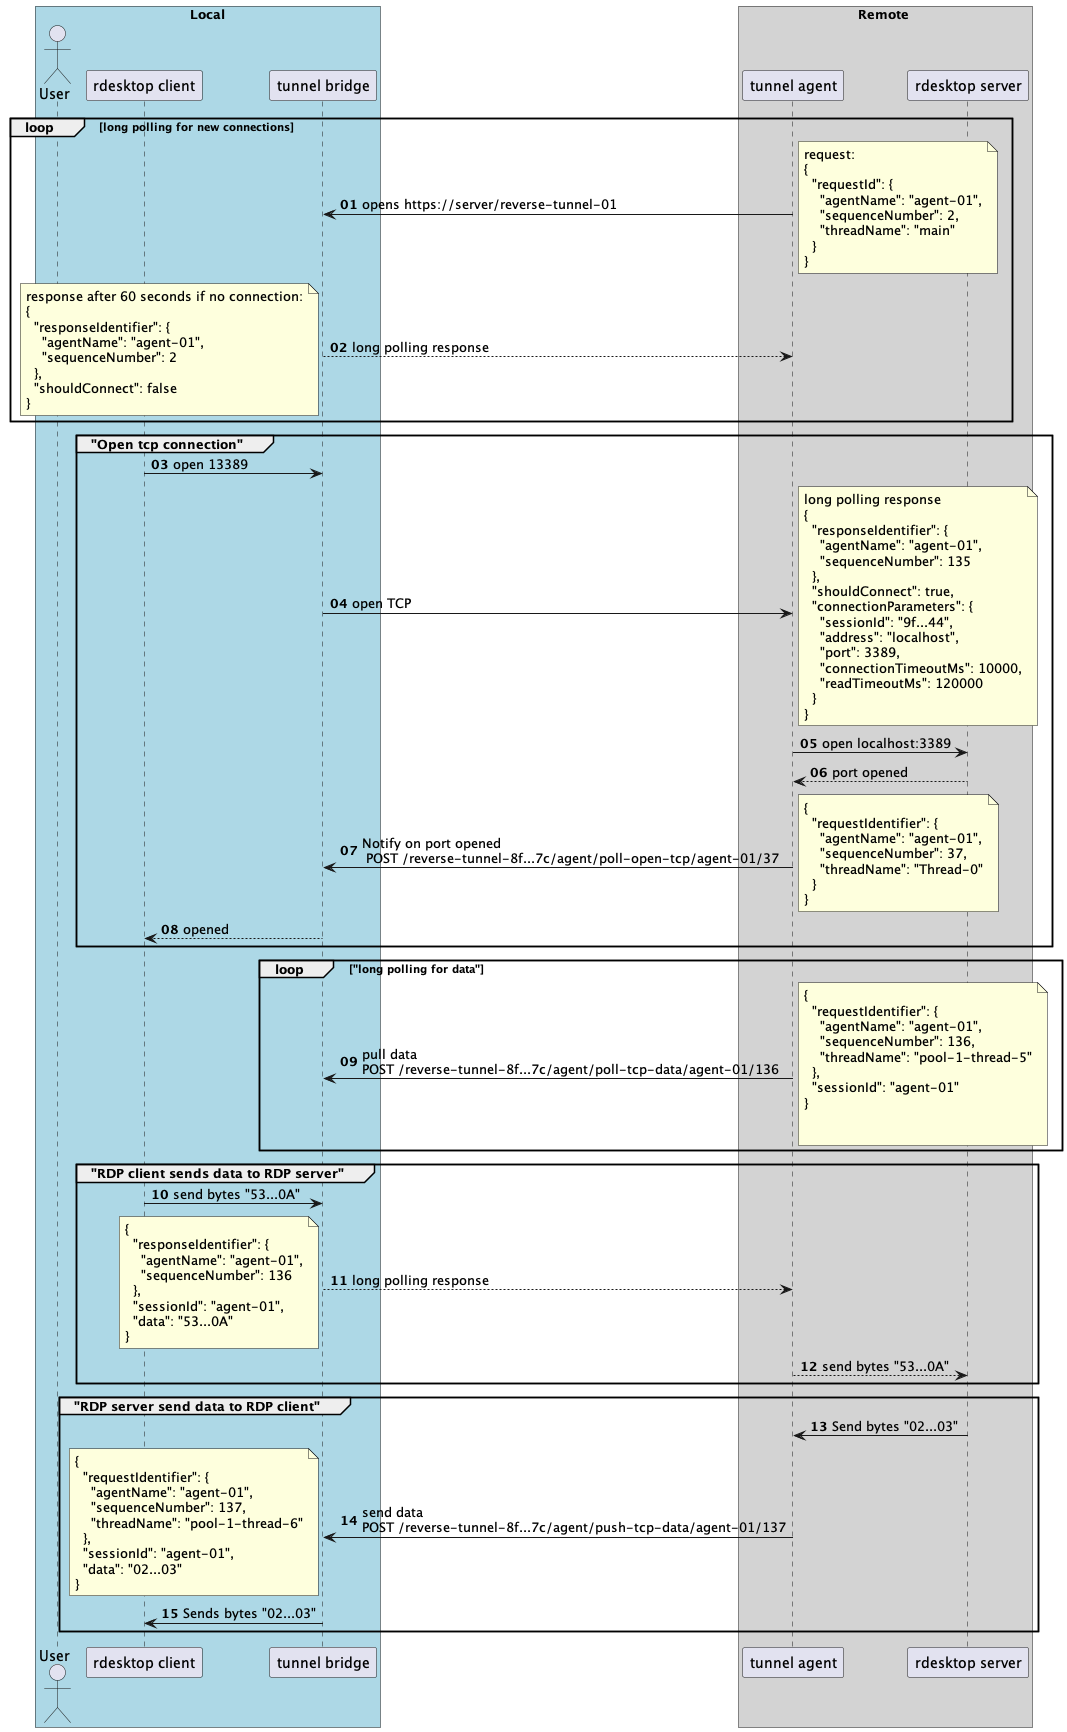 Local
Remote
User
rdesktop client
tunnel bridge
tunnel agent
rdesktop server
loop [long polling for new connections]
request:
{
"requestId": {
"agentName": "agent-01",
"sequenceNumber": 2,
"threadName": "main"
}
}
01 opens https://server/reverse-tunnel-01
response after 60 seconds if no connection:
{
"responseIdentifier": {
"agentName": "agent-01",
"sequenceNumber": 2
},
"shouldConnect": false
}
02 long polling response
"Open tcp connection"
03 open 13389
long polling response
{
"responseIdentifier": {
"agentName": "agent-01",
"sequenceNumber": 135
},
"shouldConnect": true,
"connectionParameters": {
"sessionId": "9f...44",
"address": "localhost",
"port": 3389,
"connectionTimeoutMs": 10000,
"readTimeoutMs": 120000
}
}
04 open TCP
05 open localhost:3389
06 port opened
{
"requestIdentifier": {
"agentName": "agent-01",
"sequenceNumber": 37,
"threadName": "Thread-0"
}
}
07 Notify on port opened
POST /reverse-tunnel-8f...7c/agent/poll-open-tcp/agent-01/37
08 opened
loop ["long polling for data"]
{
"requestIdentifier": {
"agentName": "agent-01",
"sequenceNumber": 136,
"threadName": "pool-1-thread-5"
},
"sessionId": "agent-01"
}
09 pull data
POST /reverse-tunnel-8f...7c/agent/poll-tcp-data/agent-01/136
"RDP client sends data to RDP server"
10 send bytes "53...0A"
{
"responseIdentifier": {
"agentName": "agent-01",
"sequenceNumber": 136
},
"sessionId": "agent-01",
"data": "53...0A"
}
11 long polling response
12 send bytes "53...0A"
"RDP server send data to RDP client"
13 Send bytes "02...03"
{
"requestIdentifier": {
"agentName": "agent-01",
"sequenceNumber": 137,
"threadName": "pool-1-thread-6"
},
"sessionId": "agent-01",
"data": "02...03"
}
14 send data
POST /reverse-tunnel-8f...7c/agent/push-tcp-data/agent-01/137
15 Sends bytes "02...03"
User
rdesktop client
tunnel bridge
tunnel agent
rdesktop server